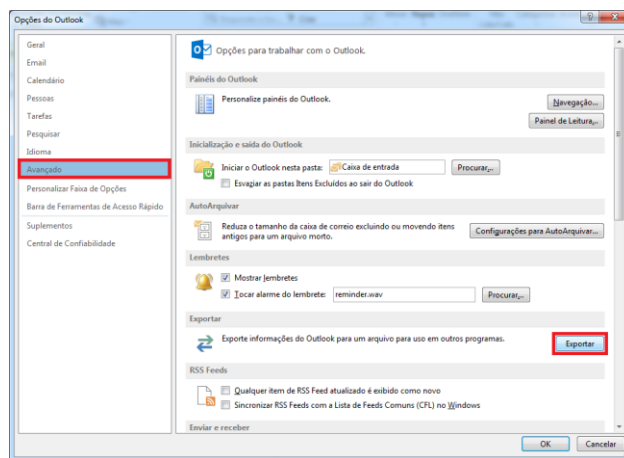 Opções do Outlook
Geral
Email
Calendário
Pessoas
Tarefas
Pesquisar
Idioma
Avançado
Personalizar Faixa de Opções
Barra de Ferramentas de Acesso Rápido
Suplementos
Central de Confiabilidade
Opções para trabalhar com o Outlook.
Painéis do Outlook
Personalize painéis do Outlook.
Navegação...
Painel de Leitura...
Inicialização e saída do Outlook
Iniciar o Outlook nesta pasta: Caixa de entrada Procurar...
Esvaziar as pastas Itens Excluídos ao sair do Outlook
AutoArquivar
Reduza o tamanho da caixa de correio excluindo ou movendo itens
antigos para um arquivo morto.
Configurações para AutoArquivar...
Lembretes
Mostrar lembretes
Tocar alarme do lembrete: reminder.wav Procurar...
Exportar
Exporte informações do Outlook para um arquivo para uso em outros programas.
Exportar
RSS Feeds
Qualquer item de RSS Feed atualizado é exibido como novo
Sincronizar RSS Feeds com a Lista de Feeds Comuns (CFL) no Windows
Enviar e receber
OK Cancelar